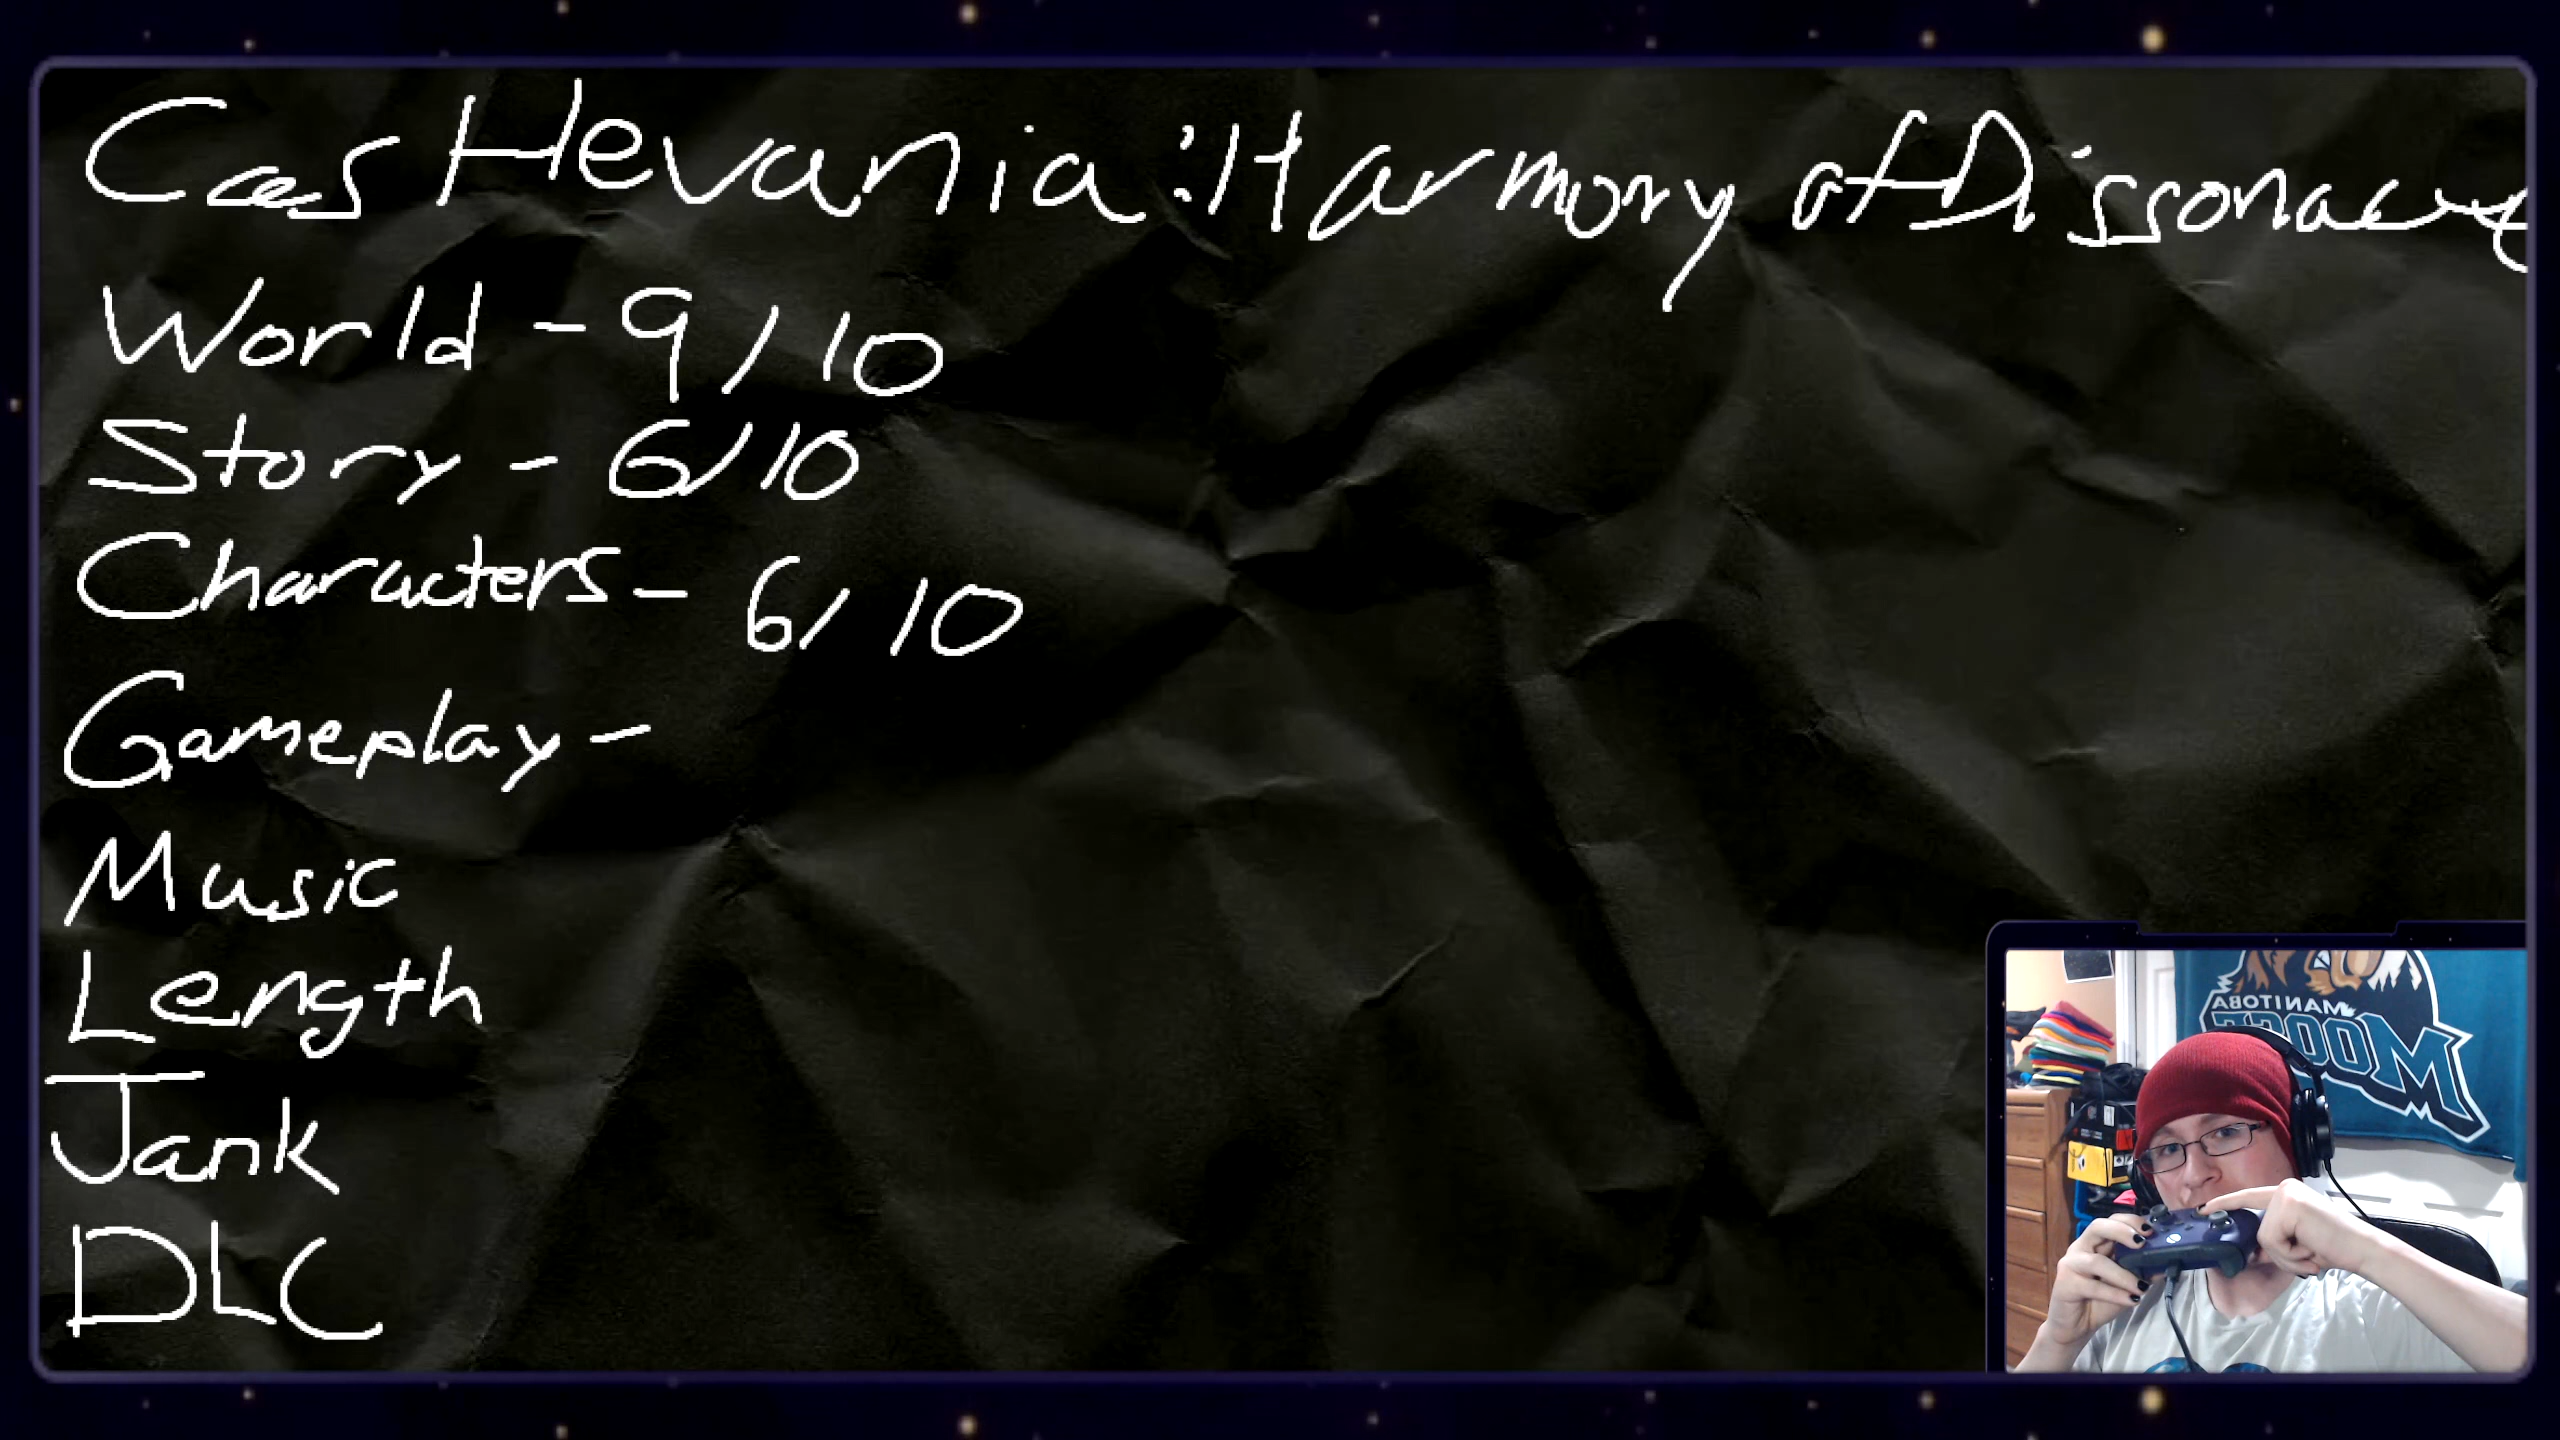 Castlevania: Harmony of Dissonace
World - 9/10
Story - 6/10
Characters - 6/10
Gameplay -
Music
Length
Jank
DLC
MANITOBA
MOOSE